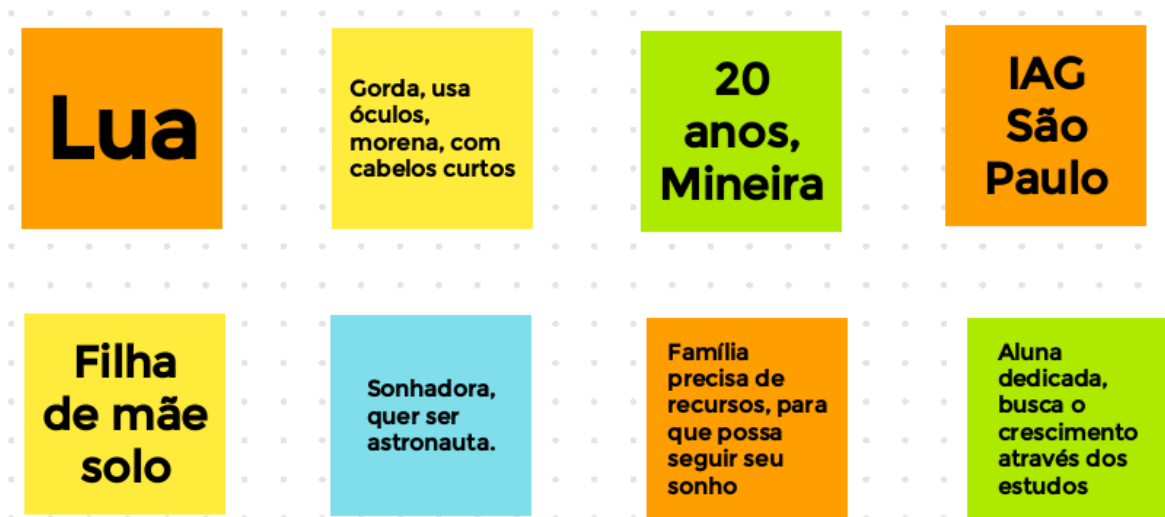 Lua
Gorda, usa
óculos,
morena, com
cabelos curtos
20
anos,
Mineira
IAG
São
Paulo
Filha
de mãe
solo
Sonhadora,
quer ser
astronauta.
Família
precisa de
recursos, para
que possa
seguir seu
sonho
Aluna
dedicada,
busca o
crescimento
através dos
estudos